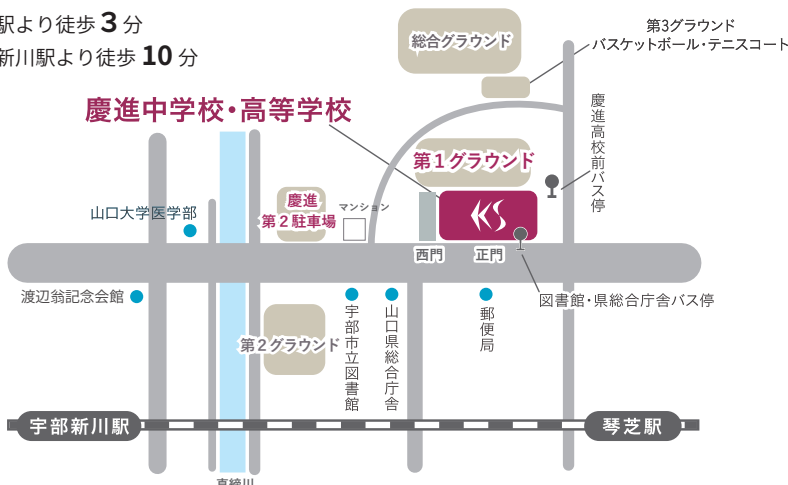 駅より徒歩 3 分
新川駅より徒歩 10 分
総合グラウンド
第3グラウンド
バスケットボール・テニスコート
慶進中学校・高等学校
慶進高校前バス停
第1グラウンド
山口大学医学部
慶進
第2駐車場
マンション
KS
西門
正門
渡辺翁記念会館
図書館・県総合庁舎バス停
宇部市立図書館
山口県総合庁舎
郵便局
第2グラウンド
宇部新川駅
琴芝駅
真締川